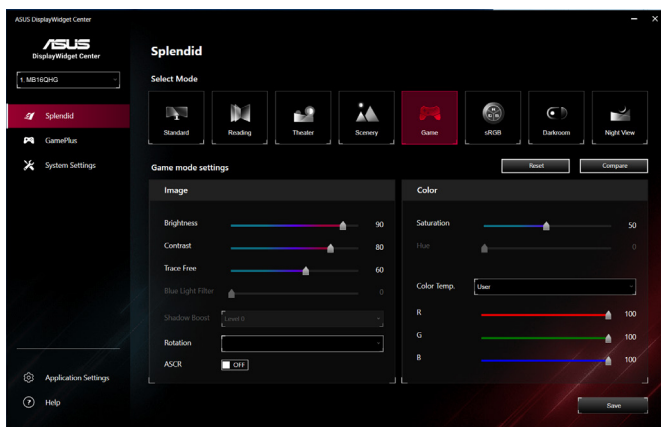 ASUS DisplayWidget Center
ASUS
DisplayWidget Center
1. MB16QHG
Splendid
GamePlus
System Settings
Application Settings
Help
Splendid
Select Mode
Standard
Reading
Theater
Scenery
Game
sRGB
Darkroom
Night View
Game mode settings
Reset
Compare
Image
Brightness 90
Contrast 80
Trace Free 60
Blue Light Filter 0
Shadow Boost Level 0
Rotation
ASCR OFF
Color
Saturation 50
Hue 0
Color Temp. User
R 100
G 100
B 100
Save